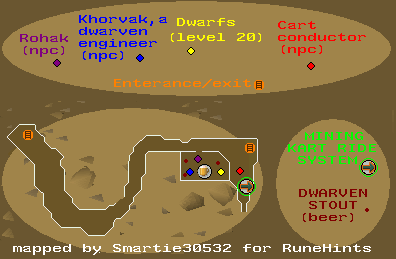 Rohak
(npc)
Khorvak,a
dwarven
engineer
(npc)
Dwarfs
(level 20)
Cart
conductor
(npc)
Enterance/exit
MINING
KART RIDE
SYSTEM
DWARVEN
STOUT
(beer)
mapped by Smartie30532 for RuneHints